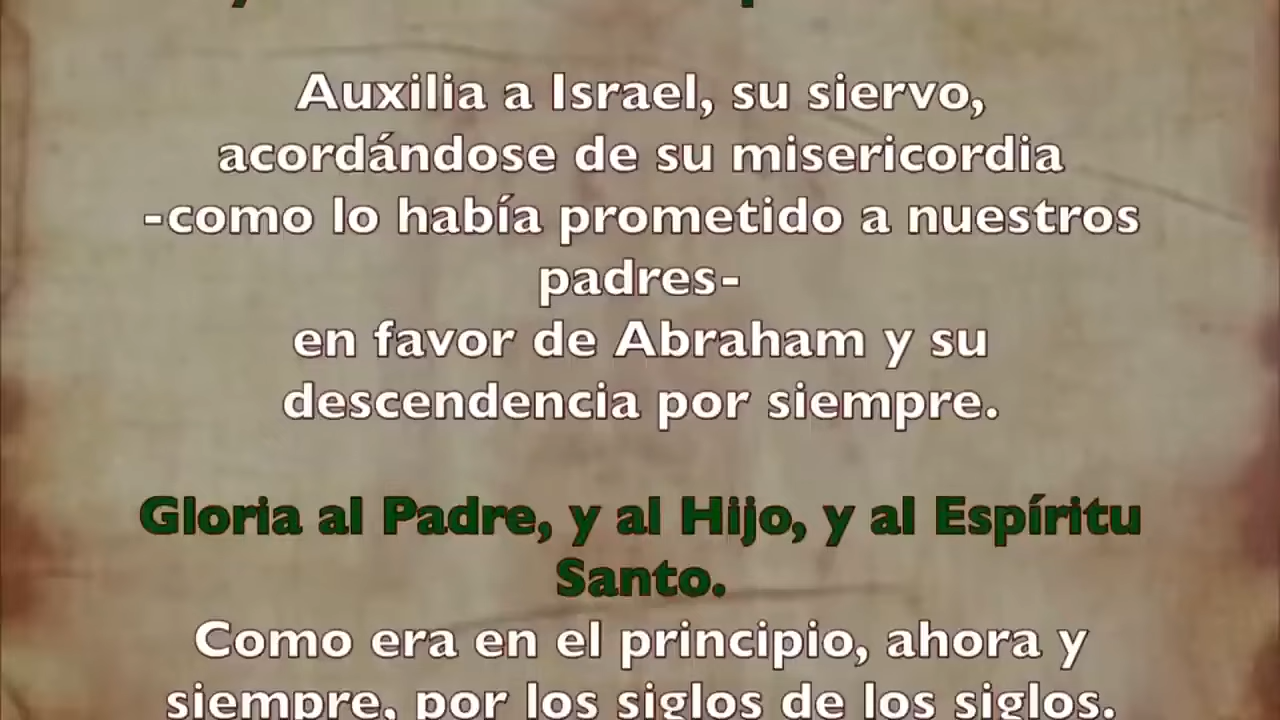 Auxilia a Israel, su siervo,
acordándose de su misericordia
-como lo había prometido a nuestros
padres-
en favor de Abraham y su
descendencia por siempre.
Gloria al Padre, y al Hijo, y al Espíritu
Santo.
Como era en el principio, ahora y
siempre, por los siglos de los siglos.